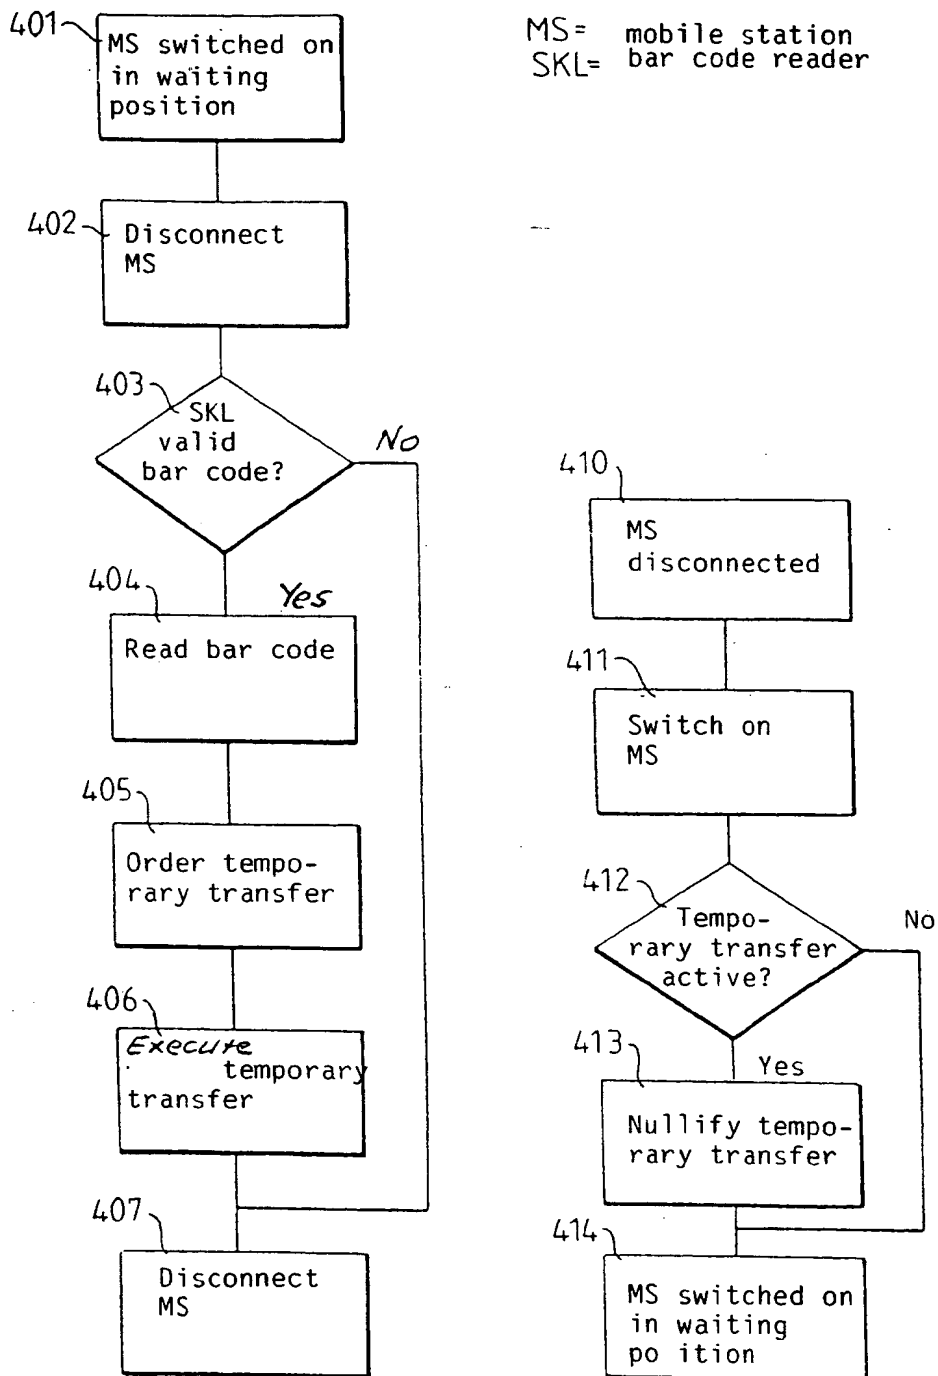 401
MS switched on
in waiting
position
MS= mobile station
SKL= bar code reader
402
Disconnect
MS
403
SKL
valid
bar code?
No
404
Yes
Read bar code
405
Order tempo-
rary transfer
406
Execute
temporary
transfer
407
Disconnect
MS
410
MS
disconnected
411
Switch on
MS
412
Tempo-
rary transfer
active?
No
413
Yes
Nullify tempo-
rary transfer
414
MS switched on
in waiting
po ition